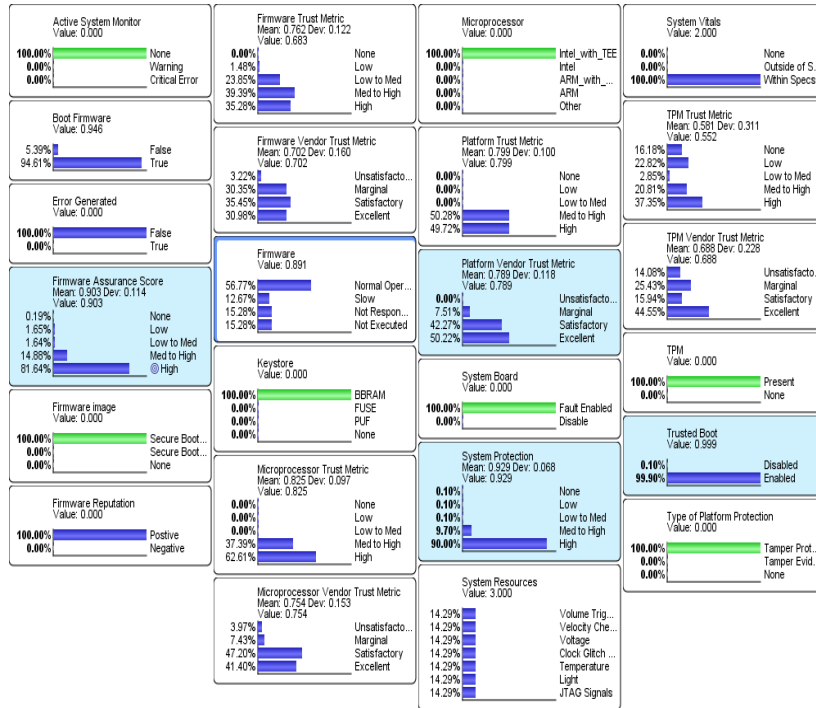 Active System Monitor
Value: 0.000
100.00% None
0.00% Warning
0.00% Critical Error
Boot Firmware
Value: 0.946
5.39% False
94.61% True
Error Generated
Value: 0.000
100.00% False
0.00% True
Firmware Assurance Score
Mean: 0.903 Dev: 0.114
Value: 0.903
0.19% None
1.65% Low
1.64% Low to Med
14.88% Med to High
81.64% High
Firmware image
Value: 0.000
100.00% Secure Boot...
0.00% Secure Boot...
0.00% None
Firmware Reputation
Value: 0.000
100.00% Postive
0.00% Negative
Firmware Trust Metric
Mean: 0.762 Dev: 0.122
Value: 0.683
0.00% None
1.48% Low
23.85% Low to Med
39.39% Med to High
35.28% High
Firmware Vendor Trust Metric
Mean: 0.702 Dev: 0.160
Value: 0.702
3.22% Unsatisfacto...
30.35% Marginal
35.45% Satisfactory
30.98% Excellent
Firmware
Value: 0.891
56.77% Normal Oper...
12.67% Slow
15.28% Not Respon...
15.28% Not Executed
Keystore
Value: 0.000
100.00% BBRAM
0.00% FUSE
0.00% PUF
0.00% None
Microprocessor Trust Metric
Mean: 0.825 Dev: 0.097
Value: 0.825
0.00% None
0.00% Low
0.00% Low to Med
37.39% Med to High
62.61% High
Microprocessor Vendor Trust Metric
Mean: 0.754 Dev: 0.153
Value: 0.754
3.97% Unsatisfacto...
7.43% Marginal
47.20% Satisfactory
41.40% Excellent
Microprocessor
Value: 0.000
100.00% Intel_with_TEE
0.00% Intel
0.00% ARM_with_...
0.00% ARM
0.00% Other
Platform Trust Metric
Mean: 0.799 Dev: 0.100
Value: 0.799
0.00% None
0.00% Low
0.00% Low to Med
50.28% Med to High
49.72% High
Platform Vendor Trust Metric
Mean: 0.789 Dev: 0.118
Value: 0.789
0.00% Unsatisfacto...
7.51% Marginal
42.27% Satisfactory
50.22% Excellent
System Board
Value: 0.000
100.00% Fault Enabled
0.00% Disable
System Protection
Mean: 0.929 Dev: 0.068
Value: 0.929
0.10% None
0.10% Low
0.10% Low to Med
9.70% Med to High
90.00% High
System Resources
Value: 3.000
14.29% Volume Trig...
14.29% Velocity Che...
14.29% Voltage
14.29% Clock Glitch ...
14.29% Temperature
14.29% Light
14.29% JTAG Signals
System Vitals
Value: 2.000
0.00% None
0.00% Outside of S...
100.00% Within Specs
TPM Trust Metric
Mean: 0.581 Dev: 0.311
Value: 0.552
16.18% None
22.82% Low
2.85% Low to Med
20.81% Med to High
37.35% High
TPM Vendor Trust Metric
Mean: 0.688 Dev: 0.228
Value: 0.688
14.08% Unsatisfacto...
25.43% Marginal
15.94% Satisfactory
44.55% Excellent
TPM
Value: 0.000
100.00% Present
0.00% None
Trusted Boot
Value: 0.999
0.10% Disabled
99.90% Enabled
Type of Platform Protection
Value: 0.000
100.00% Tamper Prot...
0.00% Tamper Evid...
0.00% None